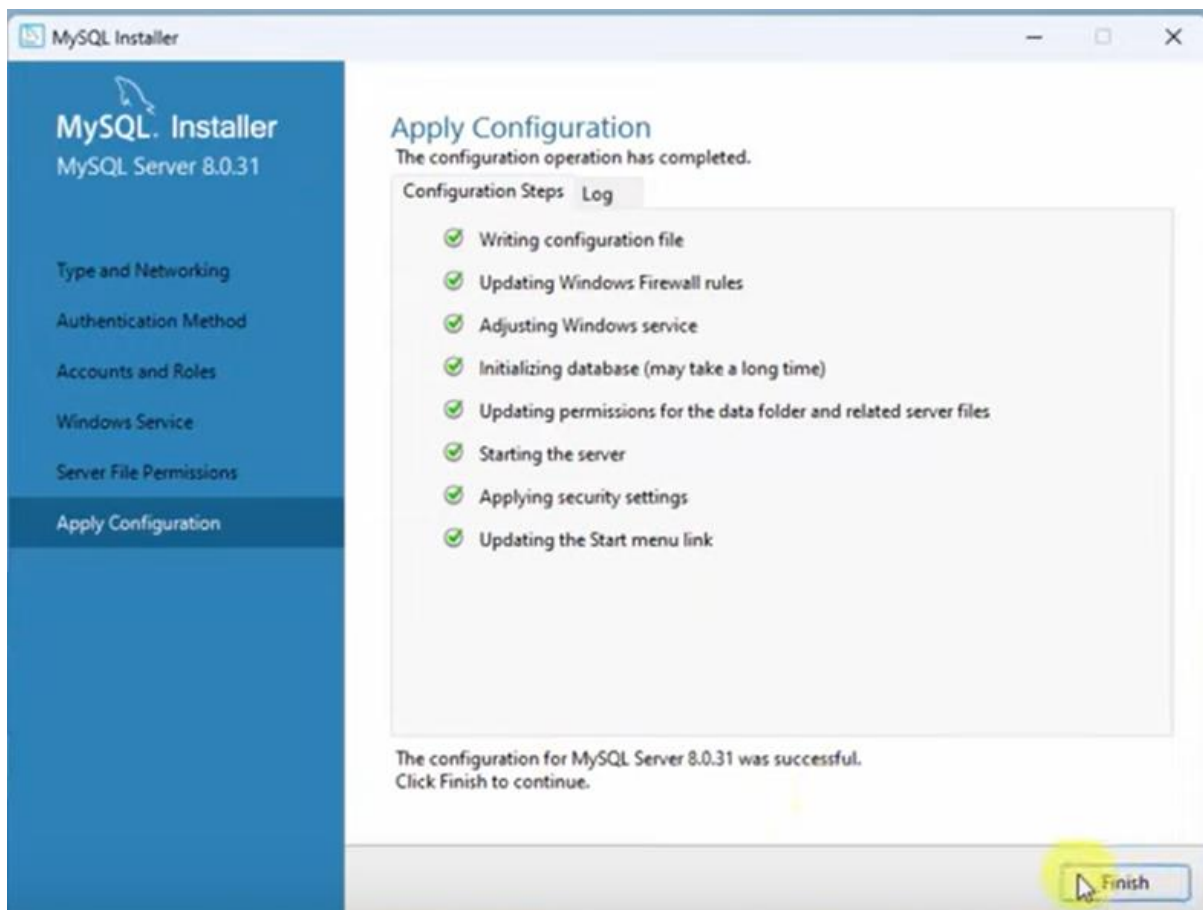 MySQL Installer
MySQL. Installer
MySQL Server 8.0.31
Type and Networking
Authentication Method
Accounts and Roles
Windows Service
Server File Permissions
Apply Configuration
Apply Configuration
The configuration operation has completed.
Configuration Steps Log
Writing configuration file
Updating Windows Firewall rules
Adjusting Windows service
Initializing database (may take a long time)
Updating permissions for the data folder and related server files
Starting the server
Applying security settings
Updating the Start menu link
The configuration for MySQL Server 8.0.31 was successful.
Click Finish to continue.
Finish